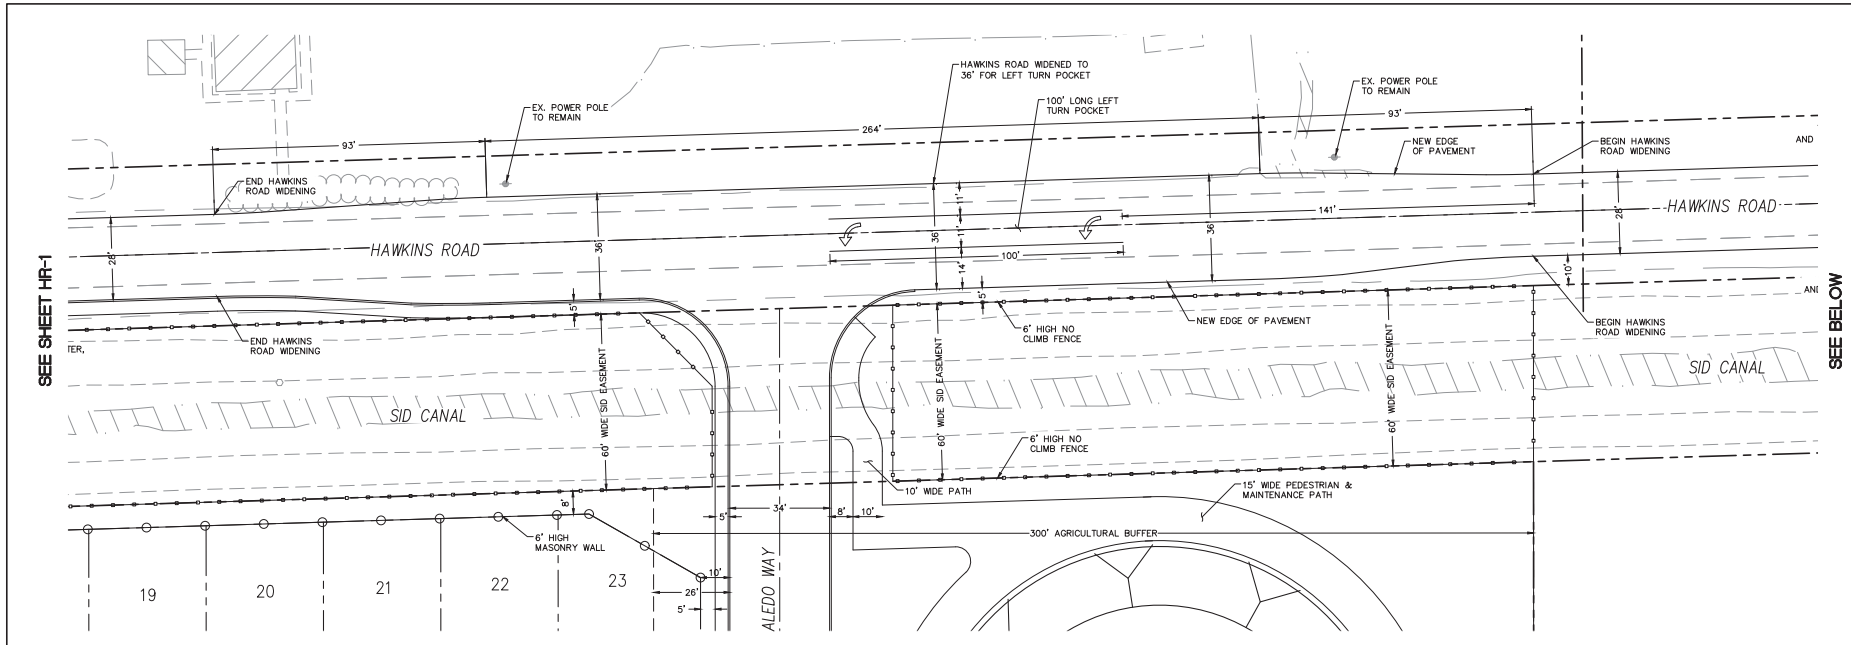 HAWKINS ROAD WIDENED TO
36' FOR LEFT TURN POCKET
100' LONG LEFT
TURN POCKET
EX. POWER POLE
TO REMAIN
EX. POWER POLE
TO REMAIN
93'
264'
93'
NEW EDGE
OF PAVEMENT
BEGIN HAWKINS
ROAD WIDENING
AND
END HAWKINS
ROAD WIDENING
28'
HAWKINS ROAD
36'
36'
11'
11'
14'
100'
141'
36'
28'
HAWKINS ROAD
10'
AND
SEE SHEET HR-1
SEE BELOW
TER,
END HAWKINS
ROAD WIDENING
5'
5'
6' HIGH NO
CLIMB FENCE
NEW EDGE OF PAVEMENT
BEGIN HAWKINS
ROAD WIDENING
60' WIDE SID EASEMENT
60' WIDE SID EASEMENT
60' WIDE SID EASEMENT
SID CANAL
SID CANAL
6' HIGH NO
CLIMB FENCE
10' WIDE PATH
15' WIDE PEDESTRIAN &
MAINTENANCE PATH
8'
5'
34'
8'
10'
300' AGRICULTURAL BUFFER
6' HIGH
MASONRY WALL
19
20
21
22
23
10'
26'
5'
ALEDO WAY